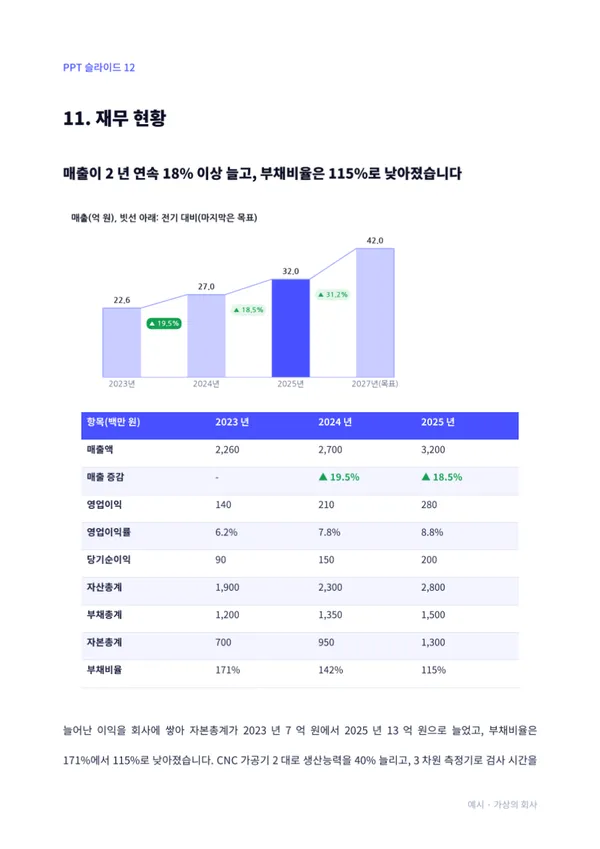 PPT 슬라이드 12
11. 재무 현황
매출이 2 년 연속 18% 이상 늘고, 부채비율은 115%로 낮아졌습니다
매출(억 원), 빗선 아래: 전기 대비(마지막은 목표)
42.0
32.0
27.0
22.6
▲ 31.2%
▲ 18.5%
▲ 19.5%
2023년 2024년 2025년 2027년(목표)
항목(백만 원) 2023 년 2024 년 2025 년
매출액 2,260 2,700 3,200
매출 증감 - ▲ 19.5% ▲ 18.5%
영업이익 140 210 280
영업이익률 6.2% 7.8% 8.8%
당기순이익 90 150 200
자산총계 1,900 2,300 2,800
부채총계 1,200 1,350 1,500
자본총계 700 950 1,300
부채비율 171% 142% 115%
늘어난 이익을 회사에 쌓아 자본총계가 2023 년 7 억 원에서 2025 년 13 억 원으로 늘었고, 부채비율은
171%에서 115%로 낮아졌습니다. CNC 가공기 2 대로 생산능력을 40% 늘리고, 3 차원 측정기로 검사 시간을
예시 · 가상의 회사